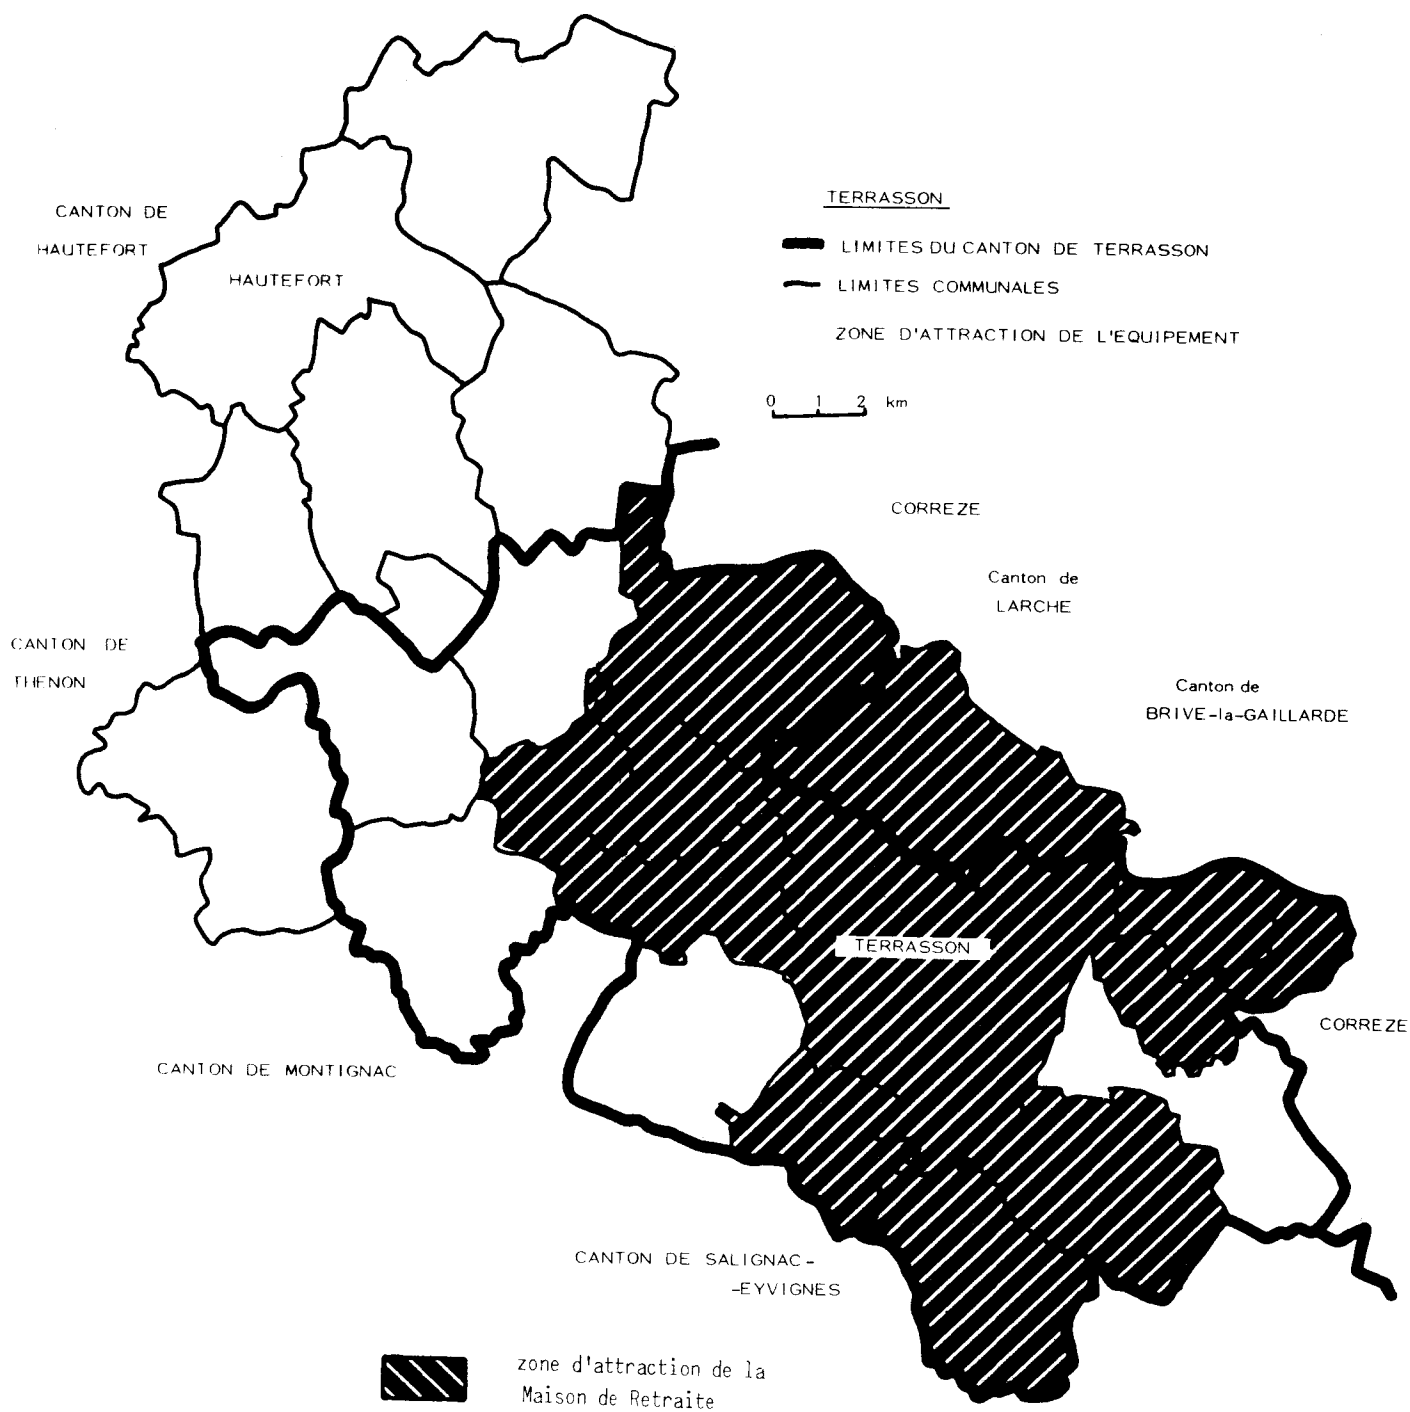 TERRASSON
LIMITES DU CANTON DE TERRASSON
LIMITES COMMUNALES
ZONE D'ATTRACTION DE L'EQUIPEMENT
0 1 2 km
CANTON DE
HAUTEFORT
HAUTEFORT
CORREZE
Canton de
LARCHE
CANTON DE
THENON
Canton de
BRIVE-la-GAILLARDE
TERRASSON
CORREZE
CANTON DE MONTIGNAC
CANTON DE SALIGNAC-
-EYVIGNES
zone d'attraction de la
Maison de Retraite